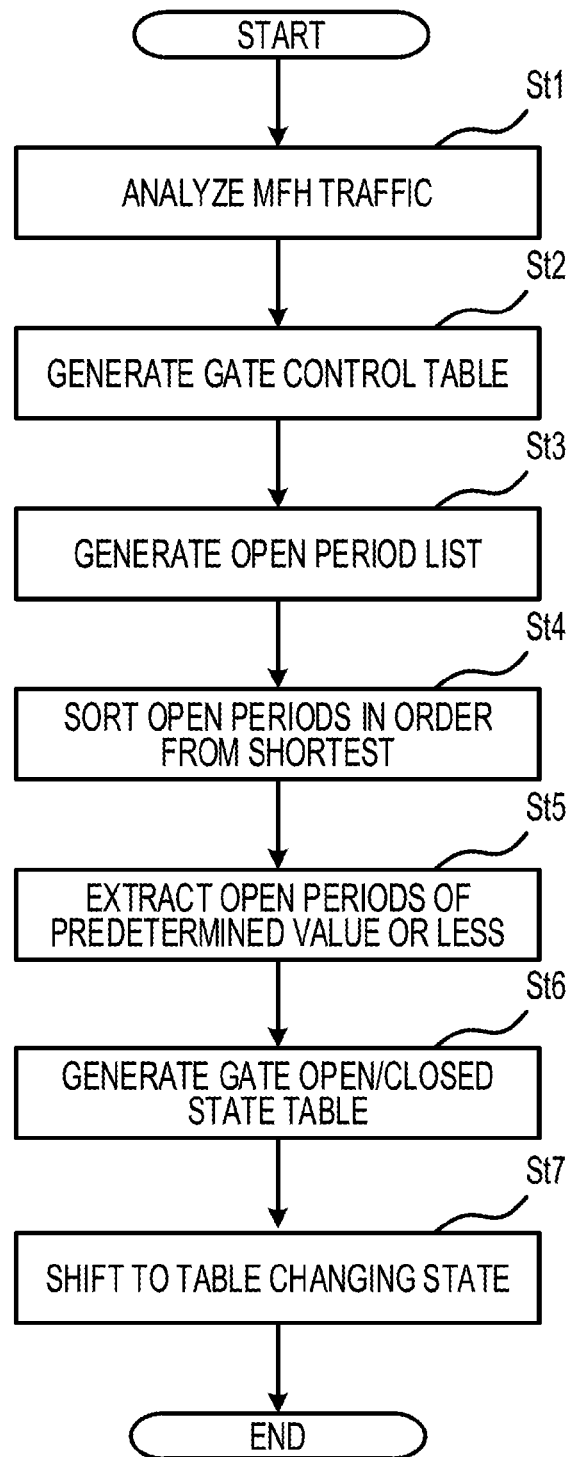 START
St1
ANALYZE MFH TRAFFIC
St2
GENERATE GATE CONTROL TABLE
St3
GENERATE OPEN PERIOD LIST
St4
SORT OPEN PERIODS IN ORDER
FROM SHORTEST
St5
EXTRACT OPEN PERIODS OF
PREDETERMINED VALUE OR LESS
St6
GENERATE GATE OPEN/CLOSED
STATE TABLE
St7
SHIFT TO TABLE CHANGING STATE
END